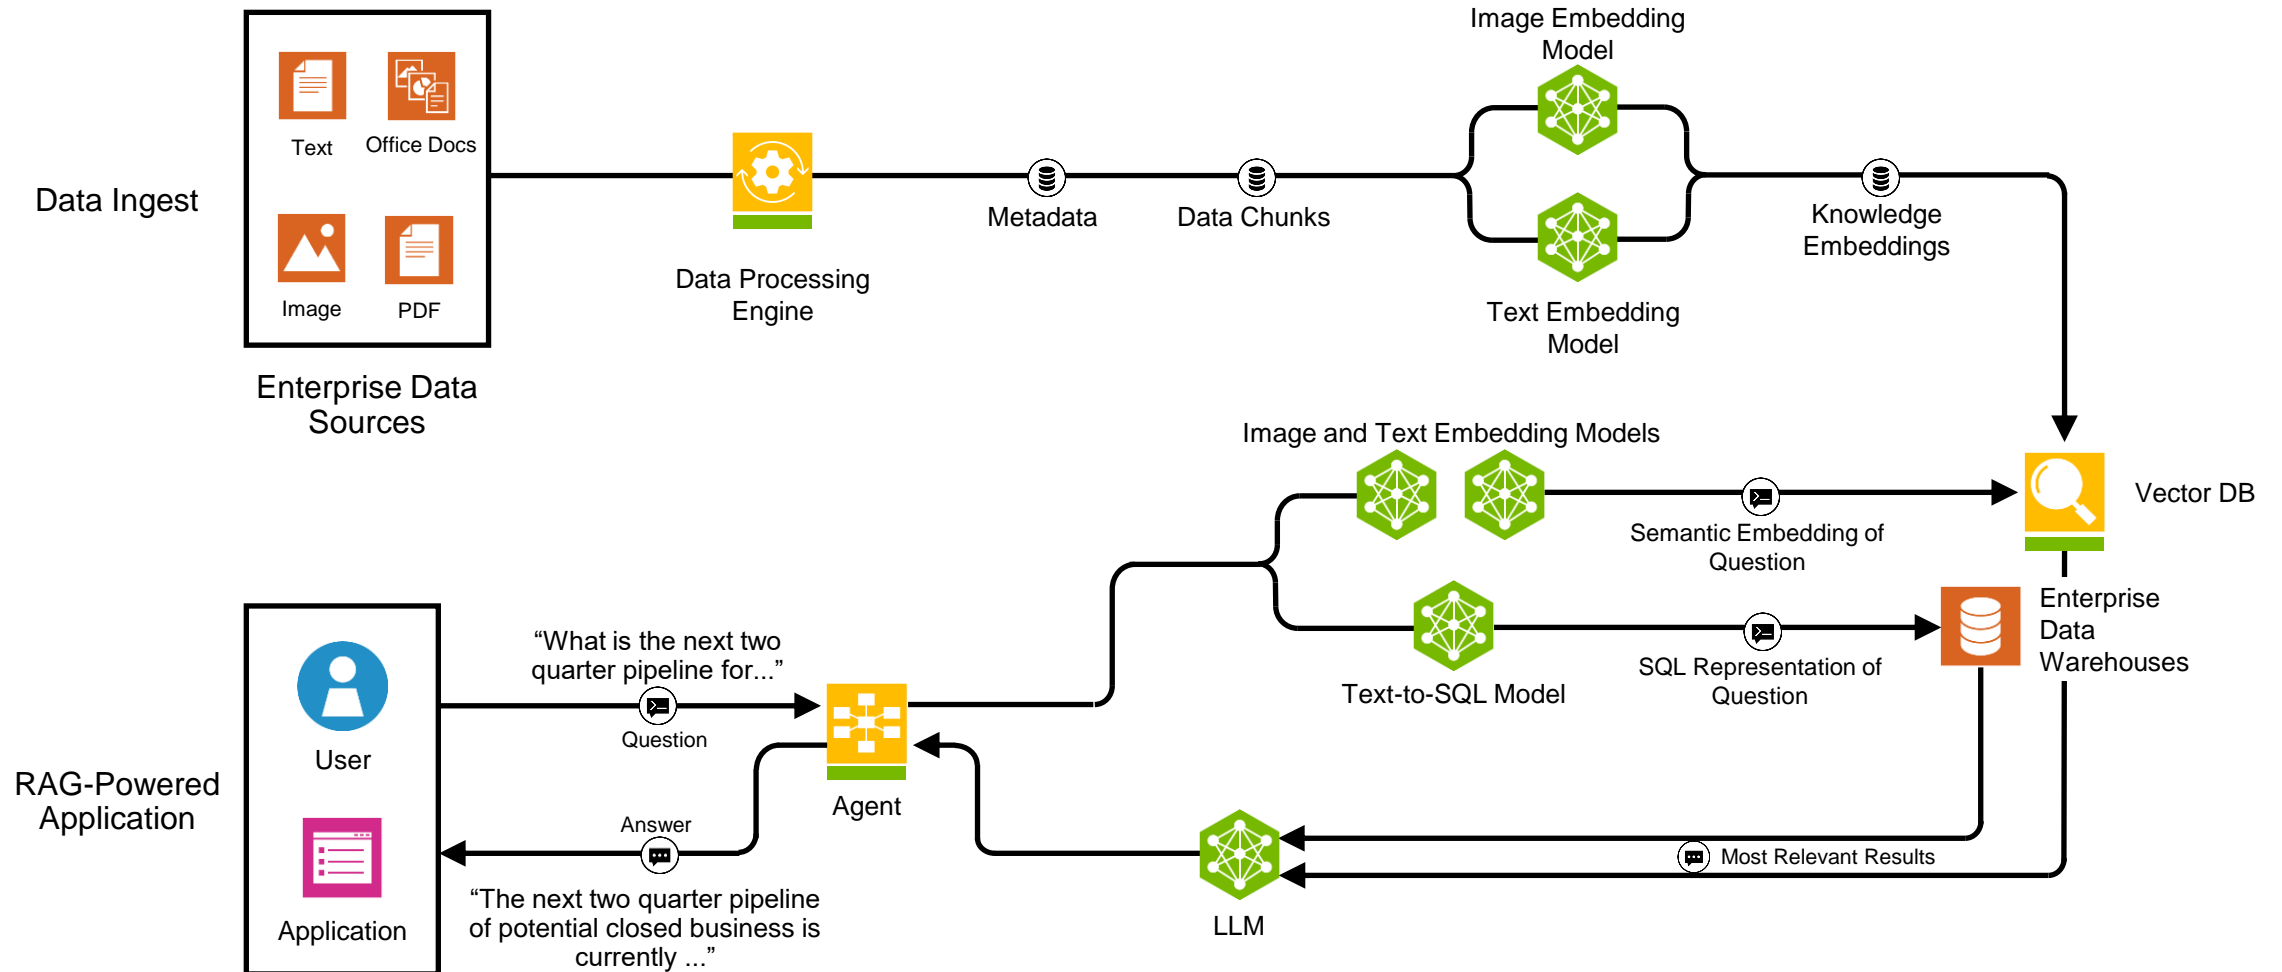 Image Embedding
Model
Text
Office Docs
Data Ingest
Metadata
Data Chunks
Knowledge
Embeddings
Image
PDF
Data Processing
Engine
Text Embedding
Model
Enterprise Data
Sources
Image and Text Embedding Models
Vector DB
Semantic Embedding of
Question
Enterprise
Data
Warehouses
“What is the next two
quarter pipeline for...”
SQL Representation of
Question
Text-to-SQL Model
Question
User
RAG-Powered
Application
Agent
Answer
Most Relevant Results
“The next two quarter pipeline
of potential closed business is
currently ...”
Application
LLM